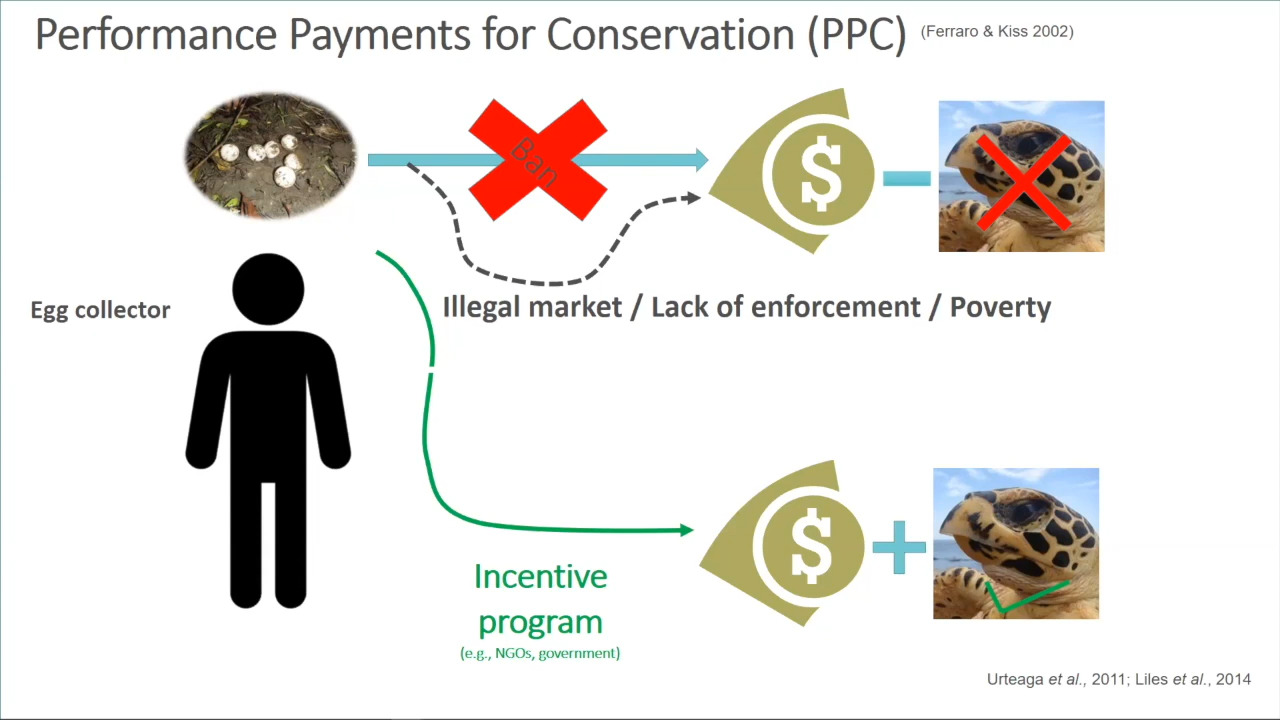 Performance Payments for Conservation (PPC) (Ferraro & Kiss 2002)
Ban
$
Egg collector
Illegal market / Lack of enforcement / Poverty
$
Incentive
program
(e.g., NGOs, government)
Urteaga et al., 2011; Liles et al., 2014